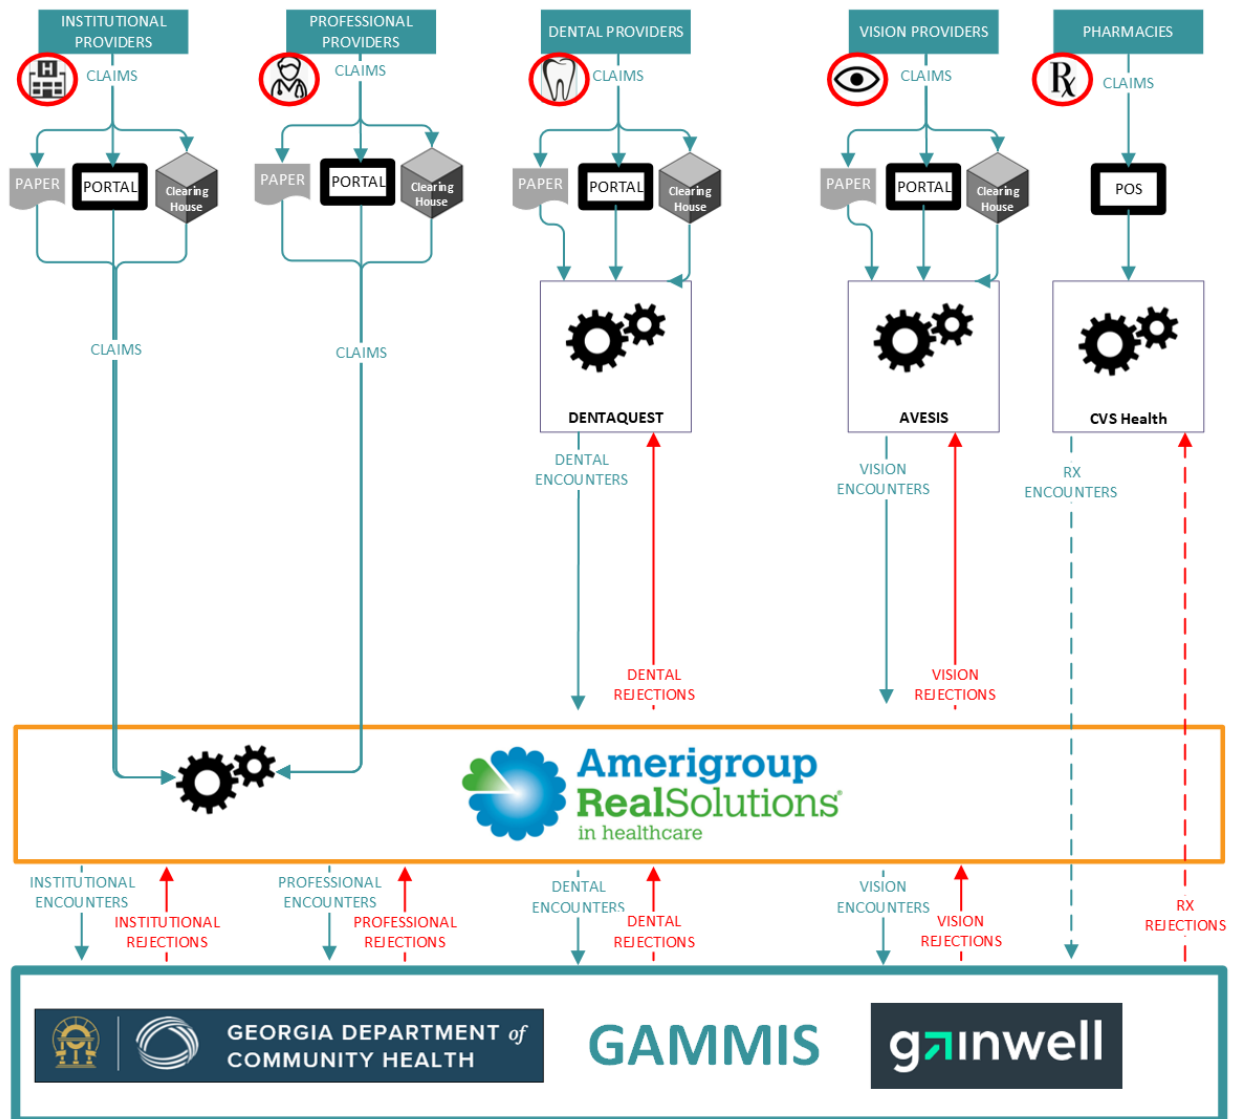 INSTITUTIONAL
PROVIDERS
PROFESSIONAL
PROVIDERS
DENTAL PROVIDERS
VISION PROVIDERS
PHARMACIES
H
CLAIMS
CLAIMS
CLAIMS
CLAIMS
Rx
CLAIMS
PAPER
PORTAL
Clearing
House
PAPER
PORTAL
Clearing
House
PAPER
PORTAL
Clearing
House
PAPER
PORTAL
Clearing
House
POS
CLAIMS
CLAIMS
DENTAQUEST
AVESIS
CVS Health
DENTAL
ENCOUNTERS
VISION
ENCOUNTERS
RX
ENCOUNTERS
DENTAL
REJECTIONS
VISION
REJECTIONS
Amerigroup
RealSolutions®
in healthcare
INSTITUTIONAL
ENCOUNTERS
INSTITUTIONAL
REJECTIONS
PROFESSIONAL
ENCOUNTERS
PROFESSIONAL
REJECTIONS
DENTAL
ENCOUNTERS
DENTAL
REJECTIONS
VISION
ENCOUNTERS
VISION
REJECTIONS
RX
REJECTIONS
GEORGIA DEPARTMENT of
COMMUNITY HEALTH
GAMMIS
gainwell